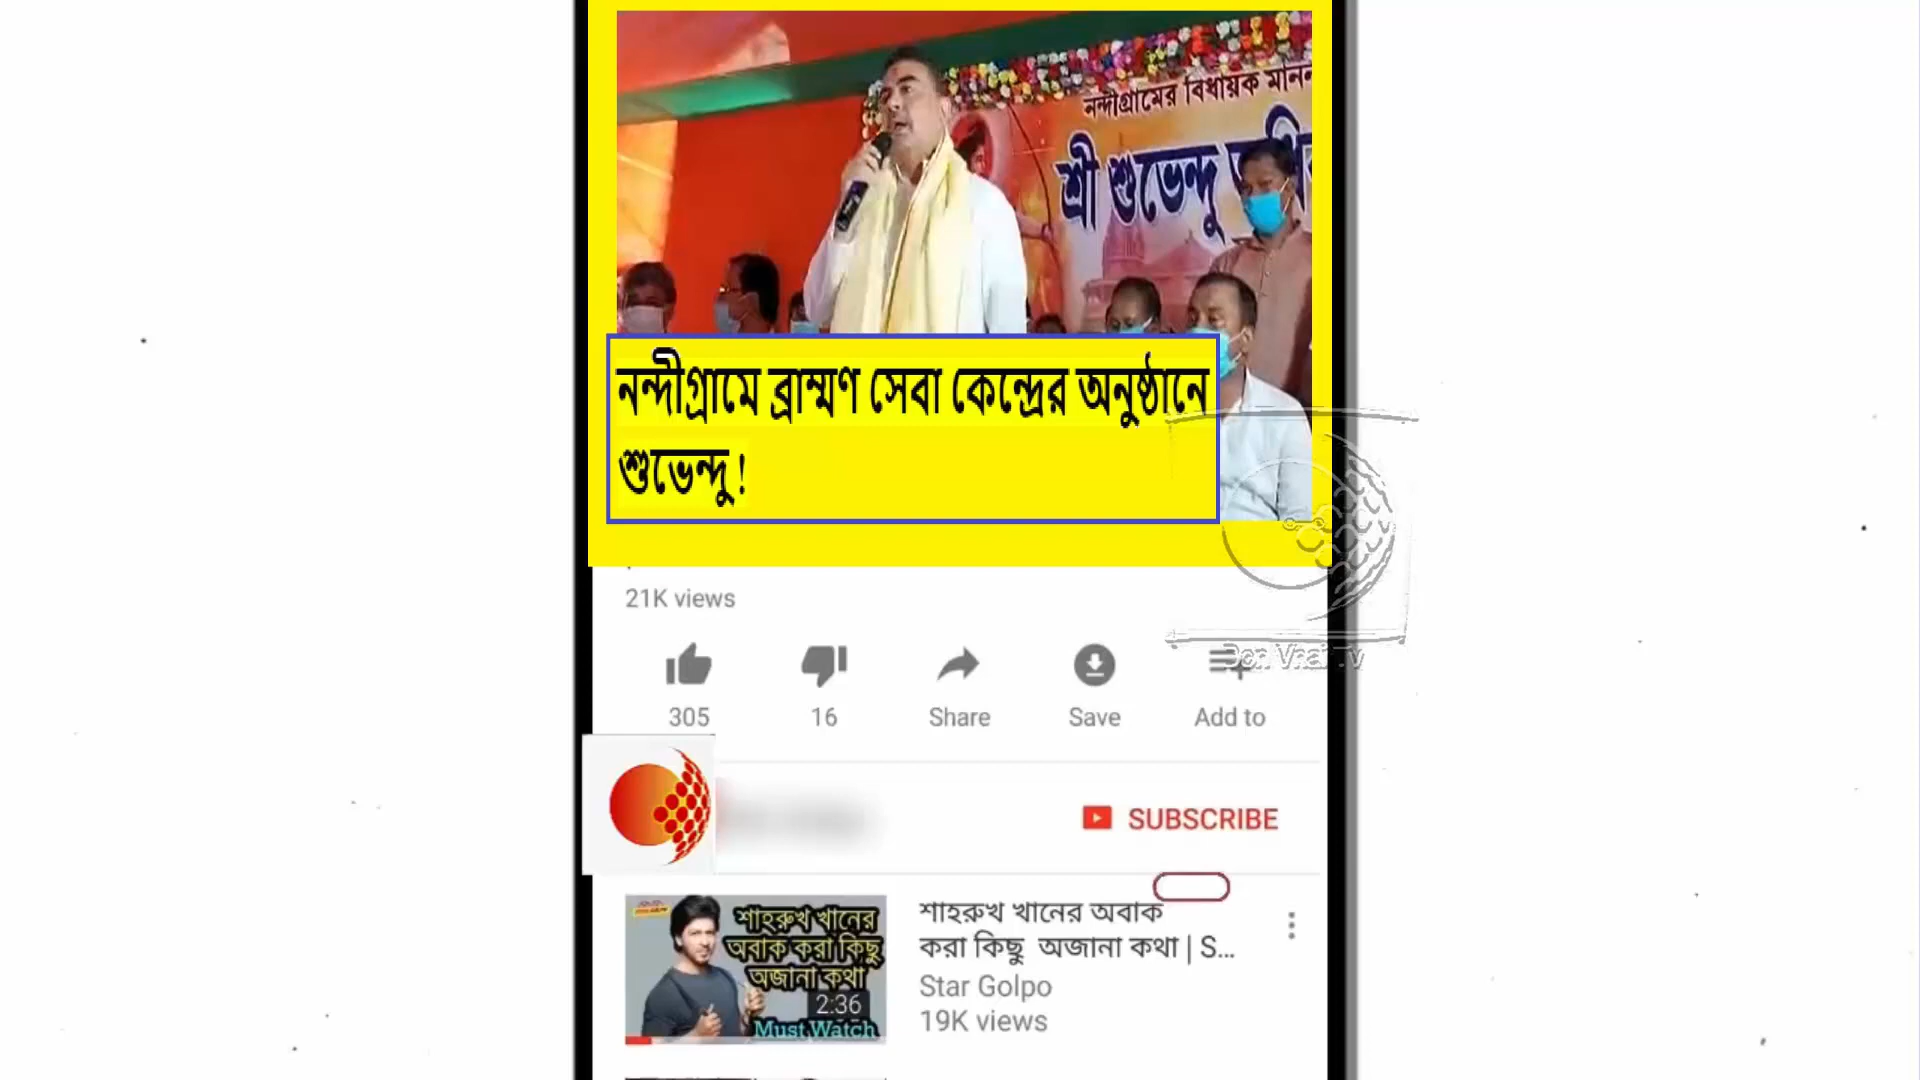 নন্দীগ্রামের বিধায়ক
শ্রী শুভেন্দু
নন্দীগ্রামে ব্রাম্মণ সেবা কেন্দ্রের অনুষ্ঠানে
শুভেন্দু !
21K views
305
16
Share
Save
Add to
SUBSCRIBE
শাহরুখ খানের
অবাক করা কিছু
অজানা কথা
2:36
Must Watch
শাহরুখ খানের অবাক
করা কিছু অজানা কথা | S...
Star Golpo
19K views